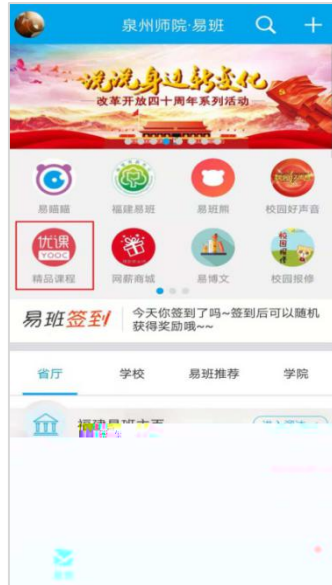 泉州师院·易班
说说身边新变化
改革开放四十周年系列活动
易瞄瞄
福建易班
易班熊
校园好声音
优课
YOOC
精品课程
网薪商城
易博文
校园报修
易班签到
今天你签到了吗~签到后可以随机
获得奖励哦~~
省厅
学校
易班推荐
学院